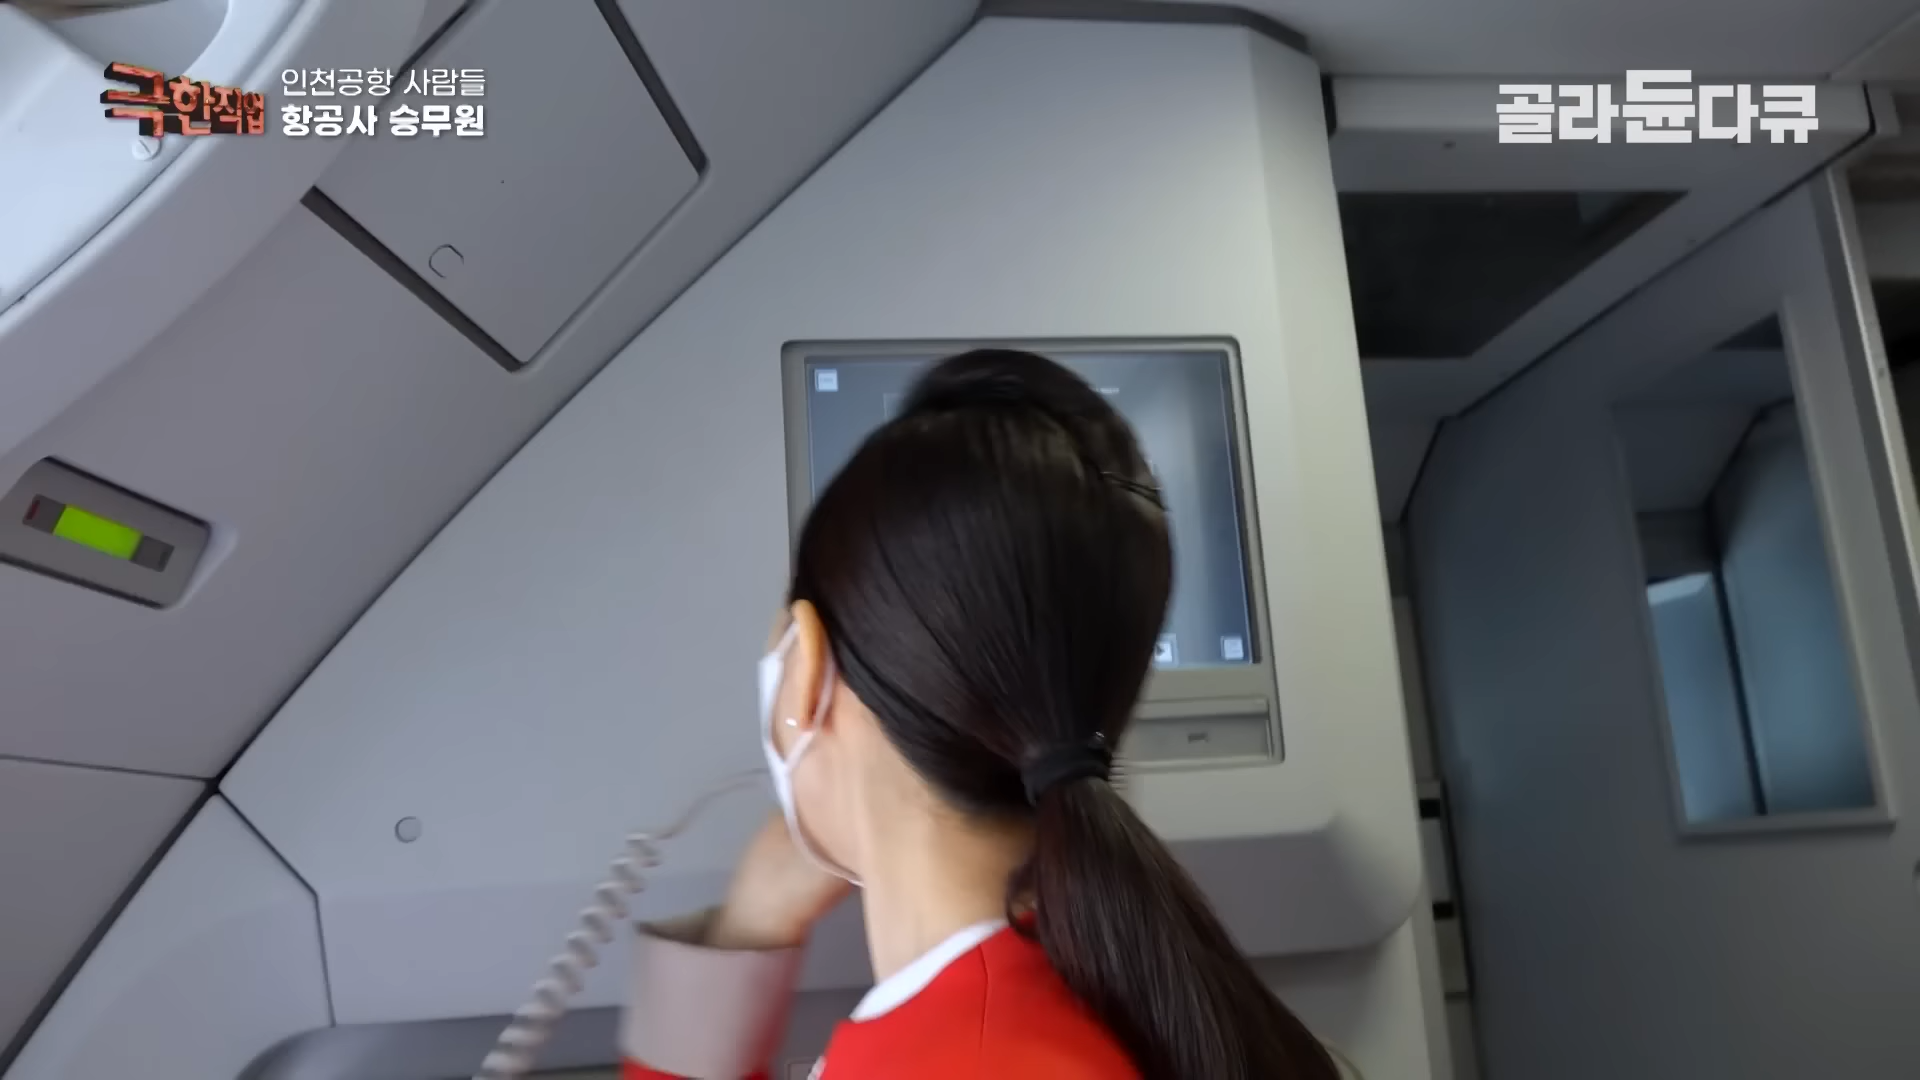 극한직업
인천공항 사람들
항공사 승무원
골라듄다큐